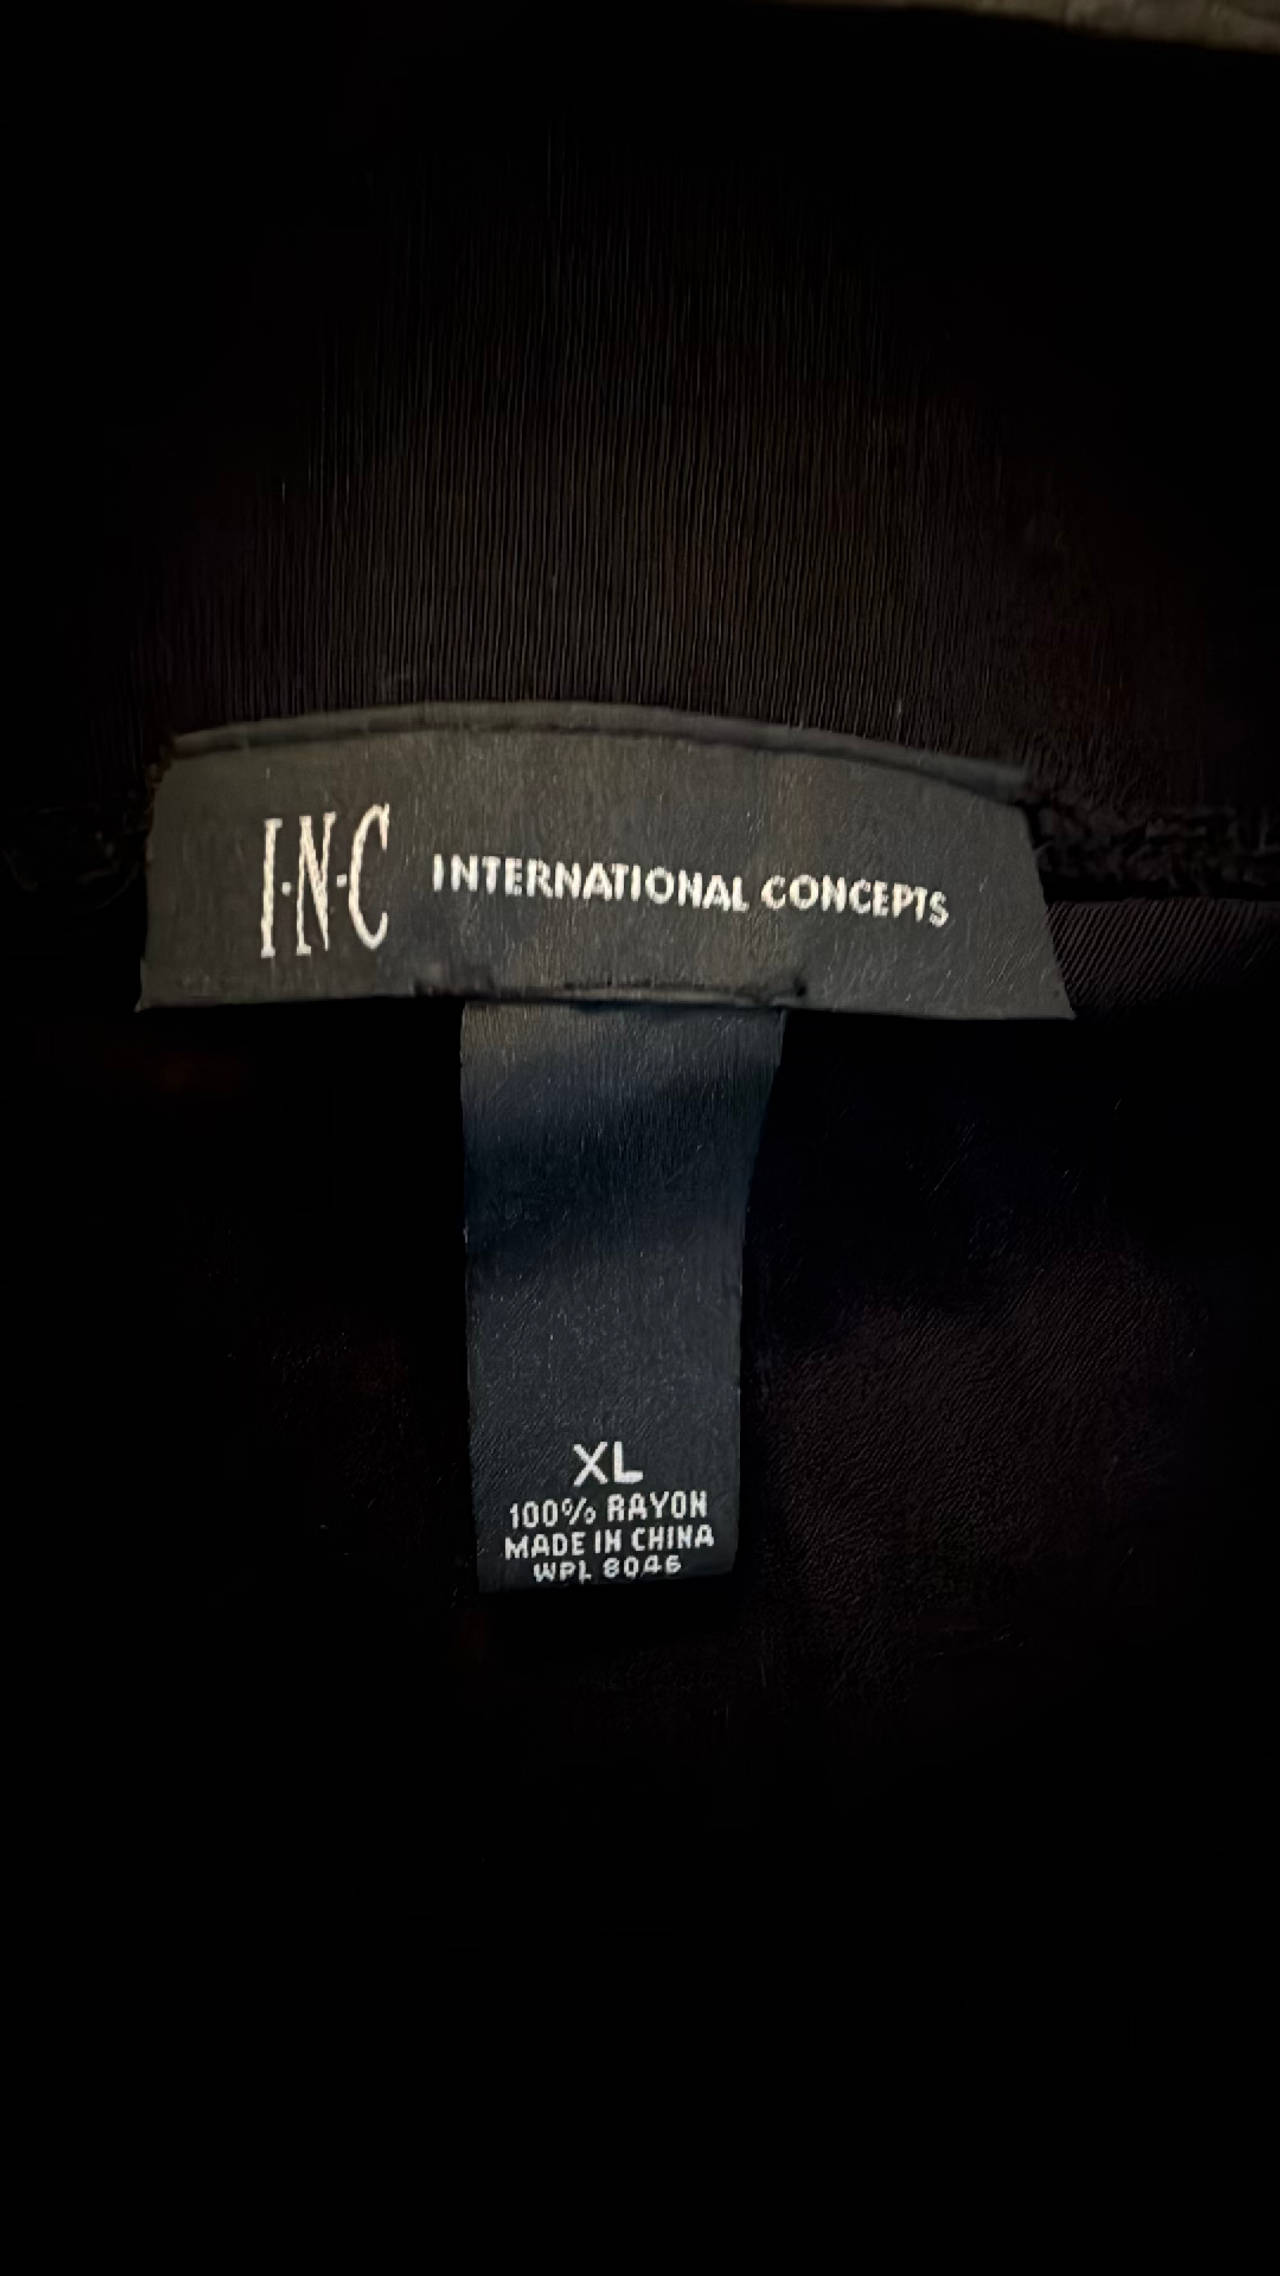 I·N·C INTERNATIONAL CONCEPTS
XL
100% RAYON
MADE IN CHINA
WPL 8046